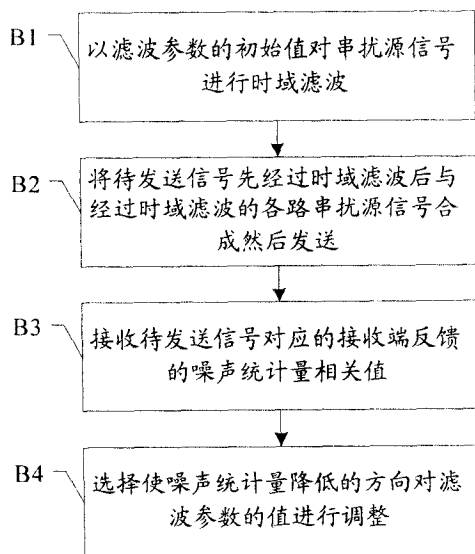 B1
以滤波参数的初始值对串扰源信号
进行时域滤波
B2
将待发送信号先经过时域滤波后与
经过时域滤波的各路串扰源信号合
成然后发送
B3
接收待发送信号对应的接收端反馈
的噪声统计量相关值
B4
选择使噪声统计量降低的方向对滤
波参数的值进行调整